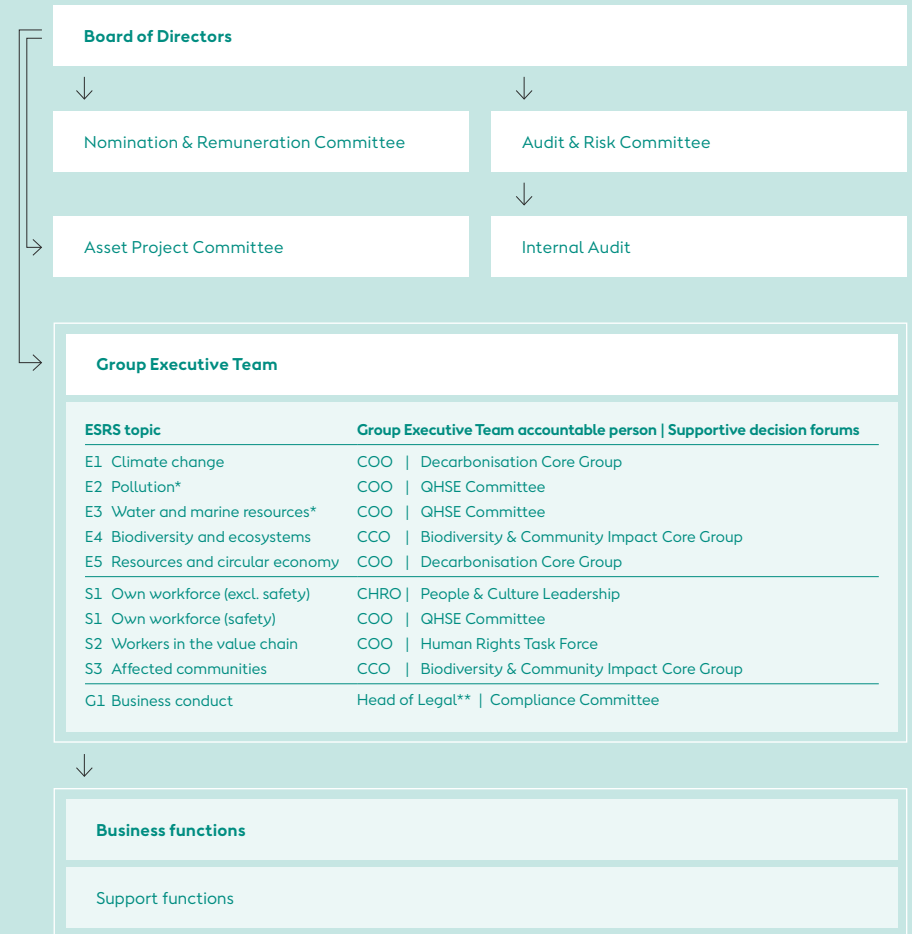 Board of Directors
Nomination & Remuneration Committee
Audit & Risk Committee
Asset Project Committee
Internal Audit
Group Executive Team
ESRS topic Group Executive Team accountable person | Supportive decision forums
E1 Climate change COO | Decarbonisation Core Group
E2 Pollution* COO | QHSE Committee
E3 Water and marine resources* COO | QHSE Committee
E4 Biodiversity and ecosystems CCO | Biodiversity & Community Impact Core Group
E5 Resources and circular economy COO | Decarbonisation Core Group
S1 Own workforce (excl. safety) CHRO | People & Culture Leadership
S1 Own workforce (safety) COO | QHSE Committee
S2 Workers in the value chain COO | Human Rights Task Force
S3 Affected communities CCO | Biodiversity & Community Impact Core Group
G1 Business conduct Head of Legal** | Compliance Committee
Business functions
Support functions